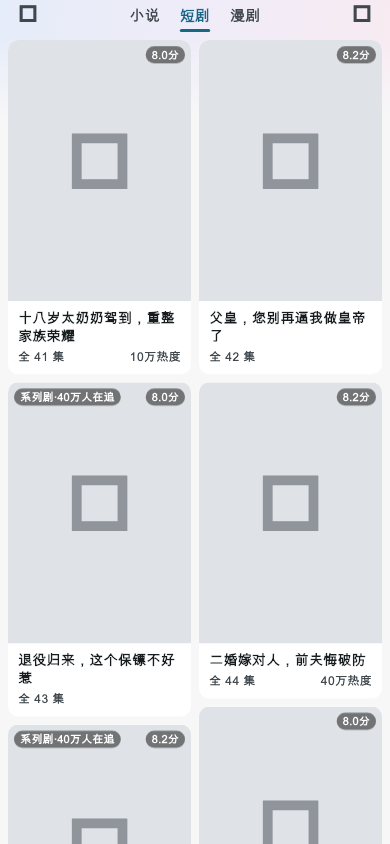 小说 短剧 漫剧
8.0分
十八岁太奶奶驾到，重整
家族荣耀
全 41 集 10万热度
8.2分
父皇，您别再逼我做皇帝
了
全 42 集
系列剧·40万人在追 8.0分
退役归来，这个保镖不好
惹
全 43 集
8.2分
二婚嫁对人，前夫悔破防
全 44 集 40万热度
系列剧·40万人在追 8.2分
8.0分